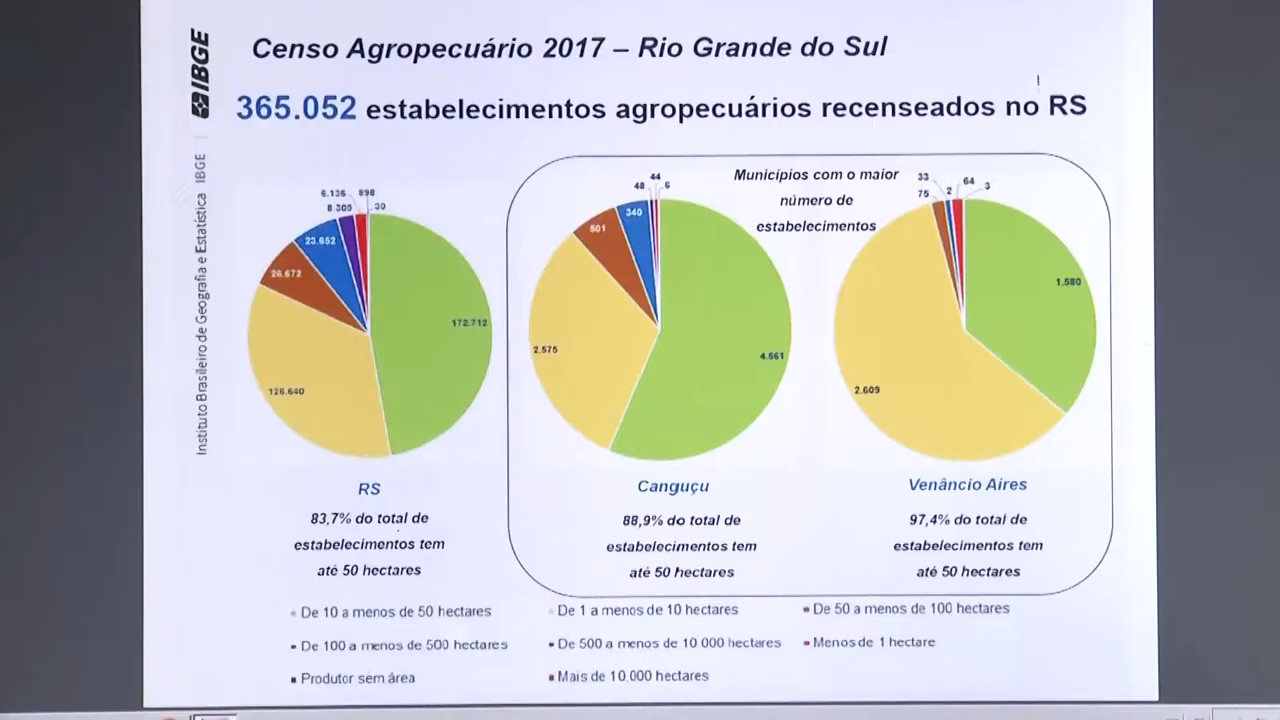 IBGE
Instituto Brasileiro de Geografia e Estatística IBGE
Censo Agropecuário 2017 – Rio Grande do Sul
365.052 estabelecimentos agropecuários recenseados no RS
Municípios com o maior
número de
estabelecimentos
6.136 898
8.309 30
23.652
26.672
172.712
126.640
44
48 6
340
801
2.575
4.561
33 64
75 2 3
1.580
2.609
RS
83,7% do total de
estabelecimentos tem
até 50 hectares
Canguçu
88,9% do total de
estabelecimentos tem
até 50 hectares
Venâncio Aires
97,4% do total de
estabelecimentos tem
até 50 hectares
De 10 a menos de 50 hectares
De 1 a menos de 10 hectares
De 50 a menos de 100 hectares
De 100 a menos de 500 hectares
De 500 a menos de 10 000 hectares
Menos de 1 hectare
Produtor sem área
Mais de 10.000 hectares